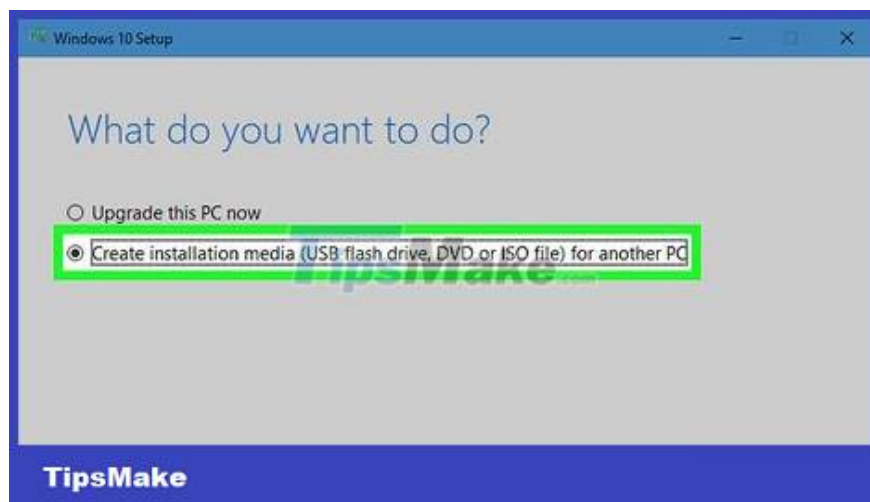 Windows 10 Setup
What do you want to do?
Upgrade this PC now
Create installation media (USB flash drive, DVD or ISO file) for another PC
TipsMake.com
TipsMake